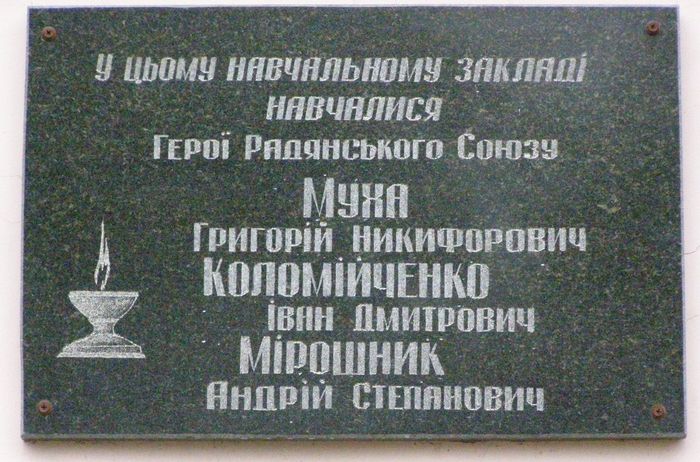 У цьому навчальному закладі
навчалися
Герої Радянського Союзу
Муха
Григорій Никифорович
Коломійченко
Іван Дмитрович
Мірошник
Андрій Степанович